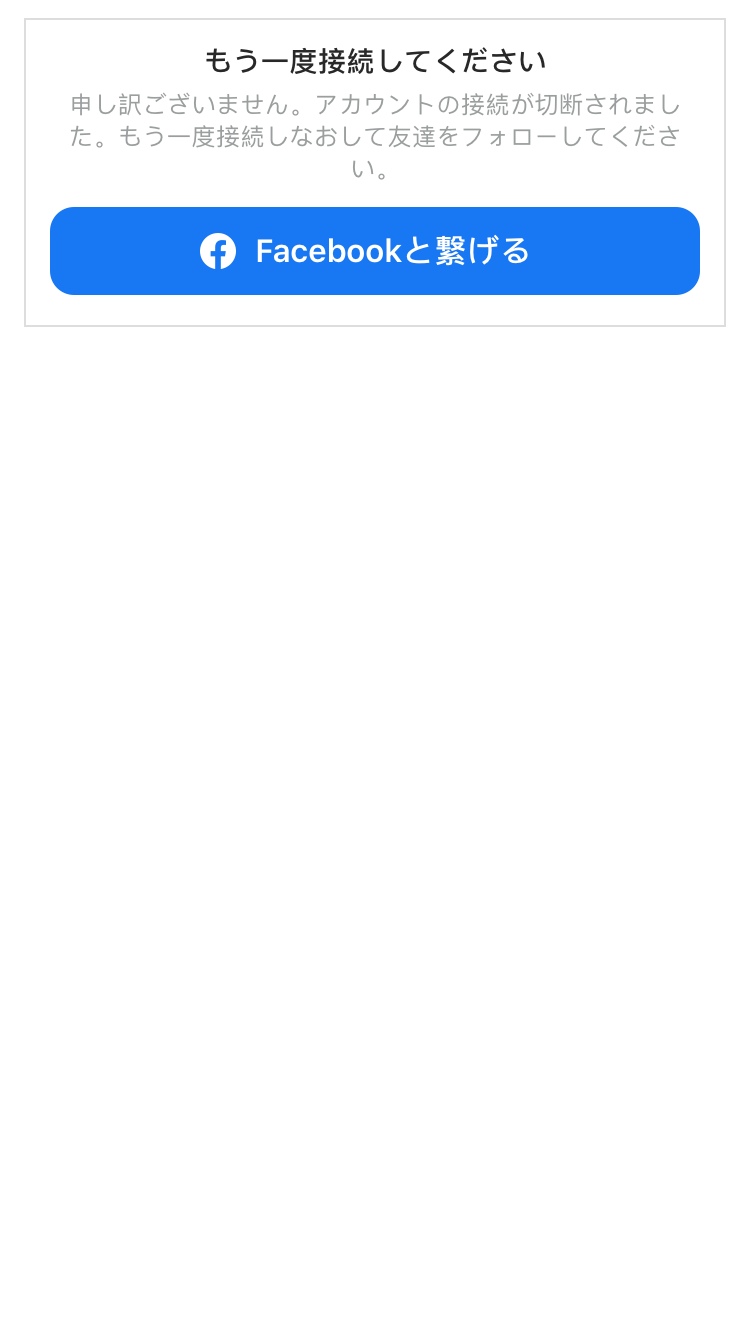 もう一度接続してください
申し訳ございません。アカウントの接続が切断されまし
た。もう一度接続しなおして友達をフォローしてくださ
い。
Facebookと繋げる